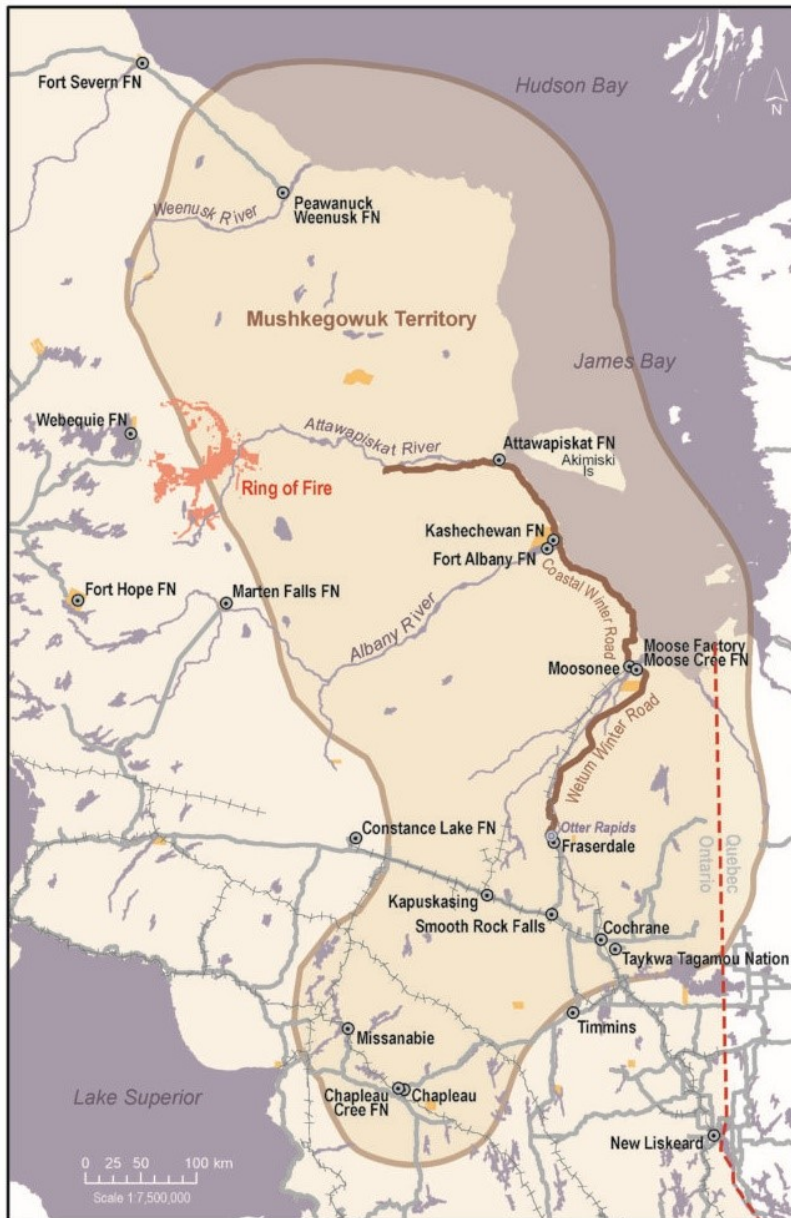 Fort Severn FN
Hudson Bay
N
Peawanuck
Weenusk FN
Weenusk River
Mushkegowuk Territory
James Bay
Webequie FN
Attawapiskat River
Attawapiskat FN
Akimiski
Is
Ring of Fire
Kashechewan FN
Fort Albany FN
Coastal Winter Road
Fort Hope FN
Marten Falls FN
Albany River
Moose Factory
Moose Cree FN
Moosonee
Wetum Winter Road
Otter Rapids
Fraserdale
Constance Lake FN
Quebec
Ontario
Kapuskasing
Smooth Rock Falls
Cochrane
Taykwa Tagamou Nation
Timmins
Missanabie
Chapleau
Cree FN
Chapleau
Lake Superior
New Liskeard
0 50 100 km
Scale 1:7,500,000